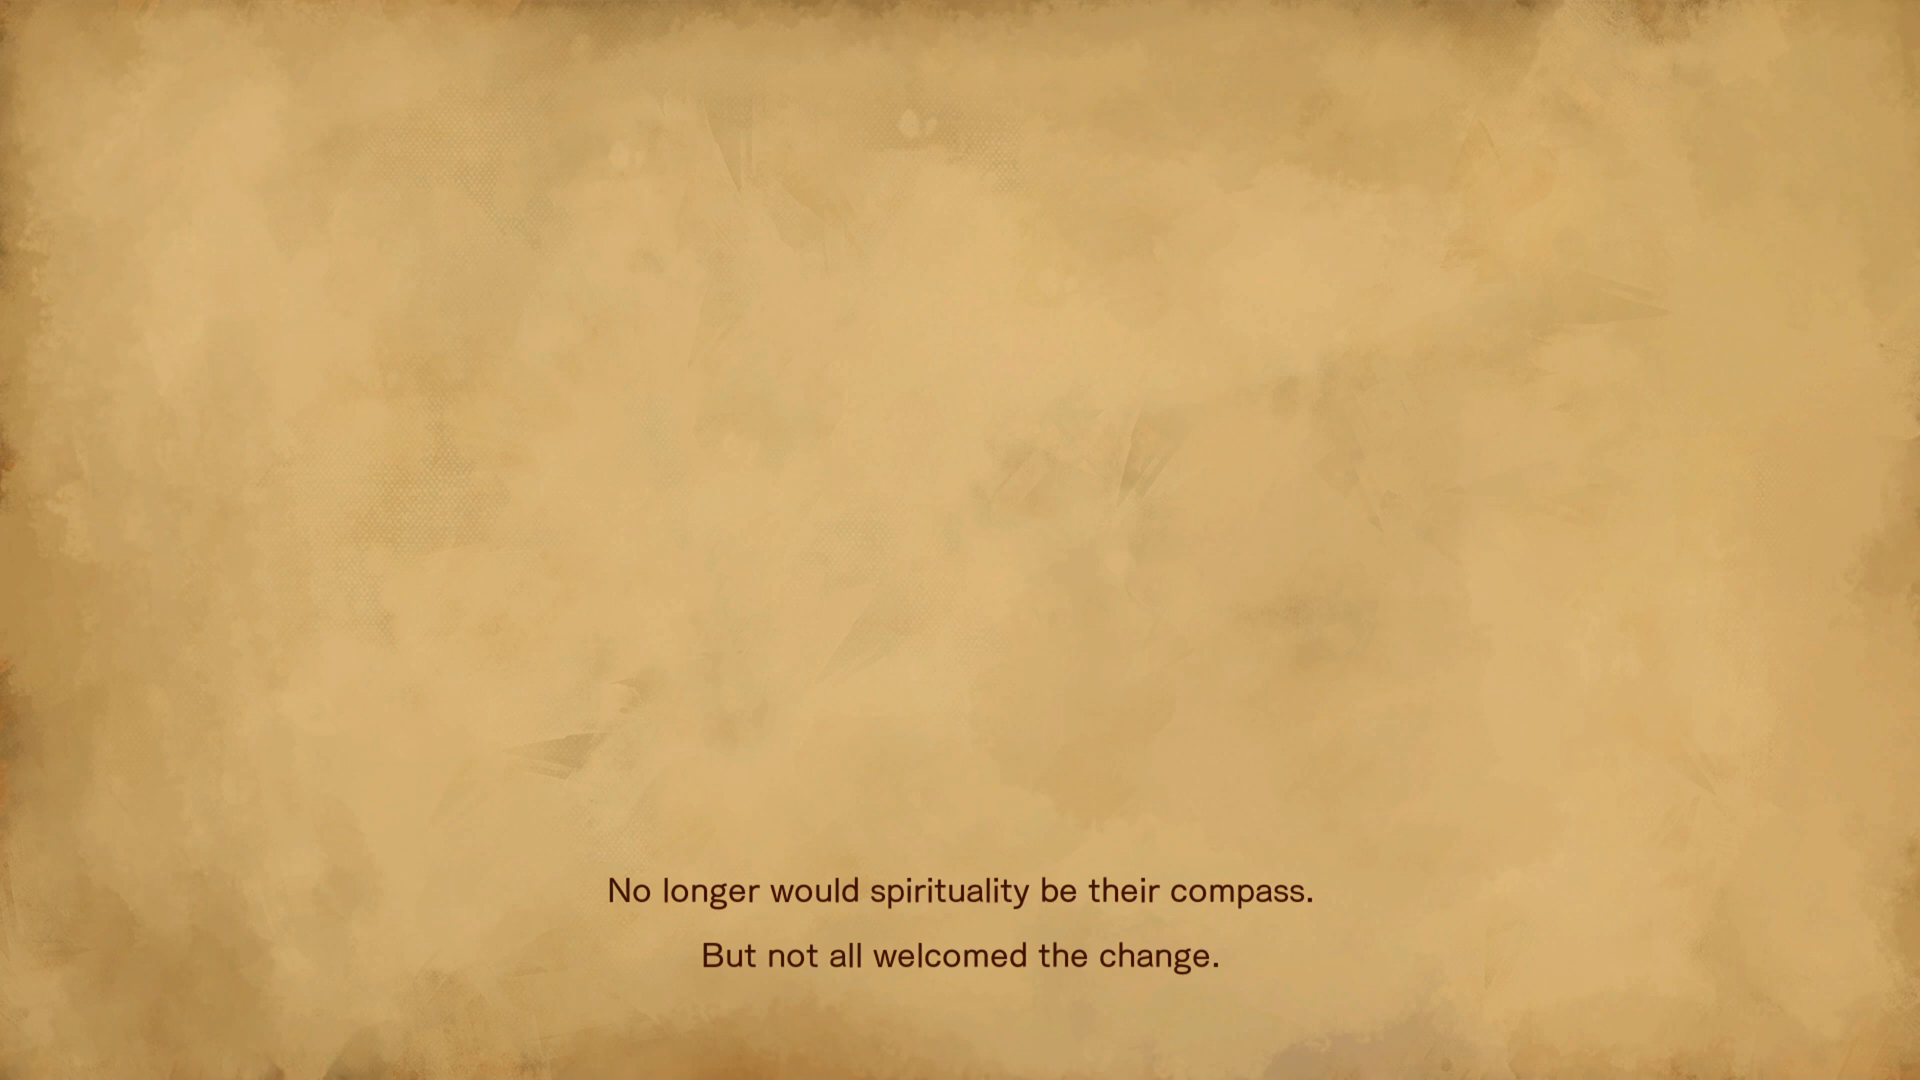 No longer would spirituality be their compass.
But not all welcomed the change.